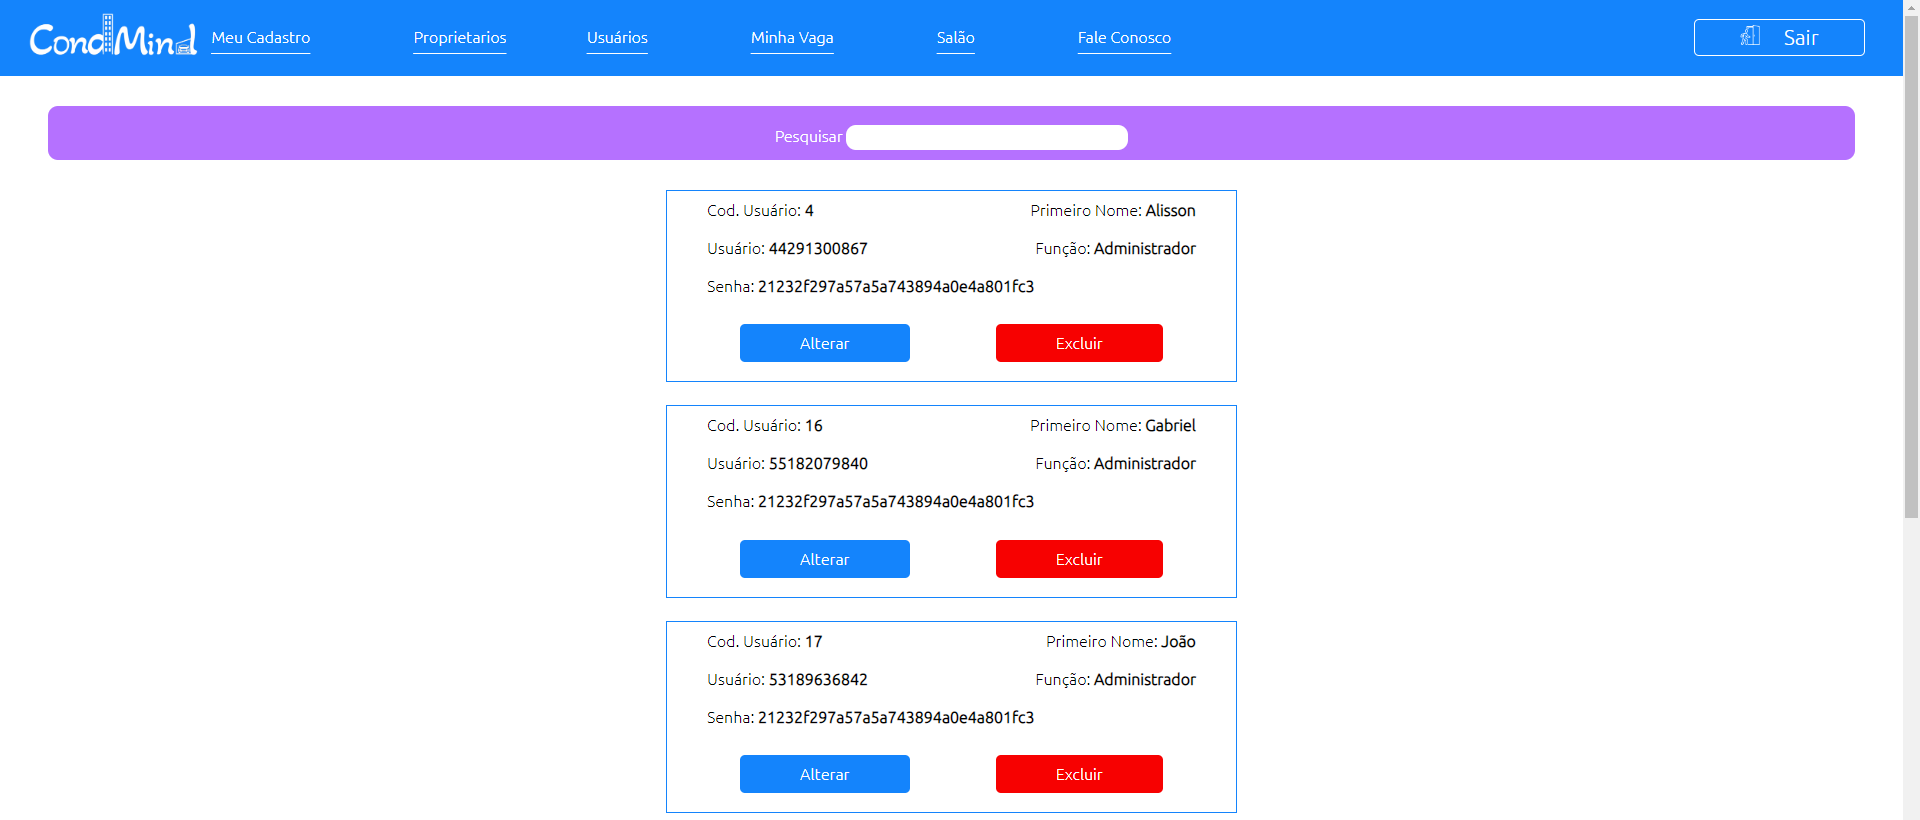 CondMind Meu Cadastro Proprietarios Usuários Minha Vaga Salão Fale Conosco Sair
Pesquisar
Cod. Usuário: 4 Primeiro Nome: Alisson
Usuário: 44291300867 Função: Administrador
Senha: 21232f297a57a5a743894a0e4a801fc3
Alterar Excluir
Cod. Usuário: 16 Primeiro Nome: Gabriel
Usuário: 55182079840 Função: Administrador
Senha: 21232f297a57a5a743894a0e4a801fc3
Alterar Excluir
Cod. Usuário: 17 Primeiro Nome: João
Usuário: 53189636842 Função: Administrador
Senha: 21232f297a57a5a743894a0e4a801fc3
Alterar Excluir